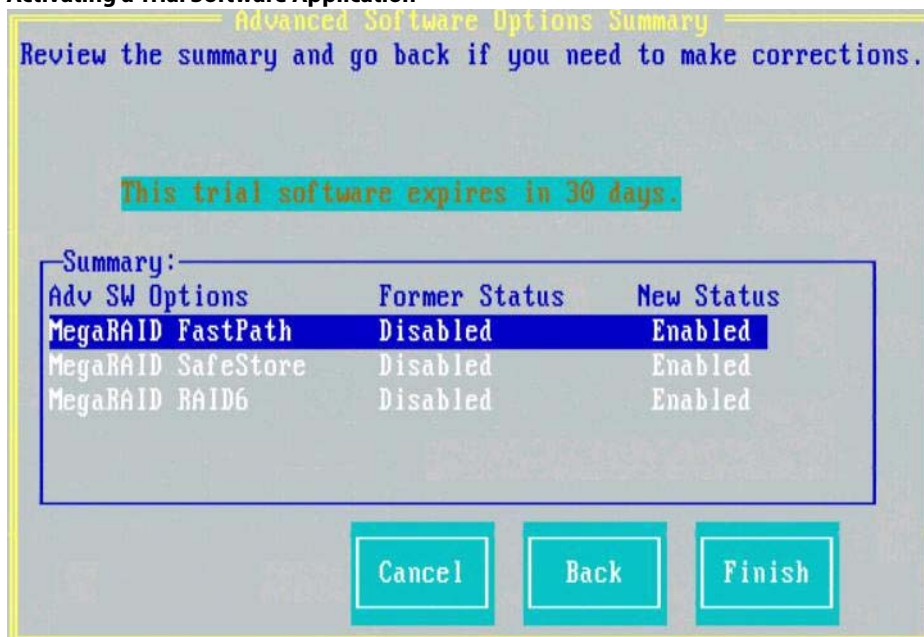 Activating a Trial Software Application
Advanced Software Options Summary
Review the summary and go back if you need to make corrections.
This trial software expires in 30 days.
Summary:
Adv SW Options Former Status New Status
MegaRAID FastPath Disabled Enabled
MegaRAID SafeStore Disabled Enabled
MegaRAID RAID6 Disabled Enabled
Cancel Back Finish